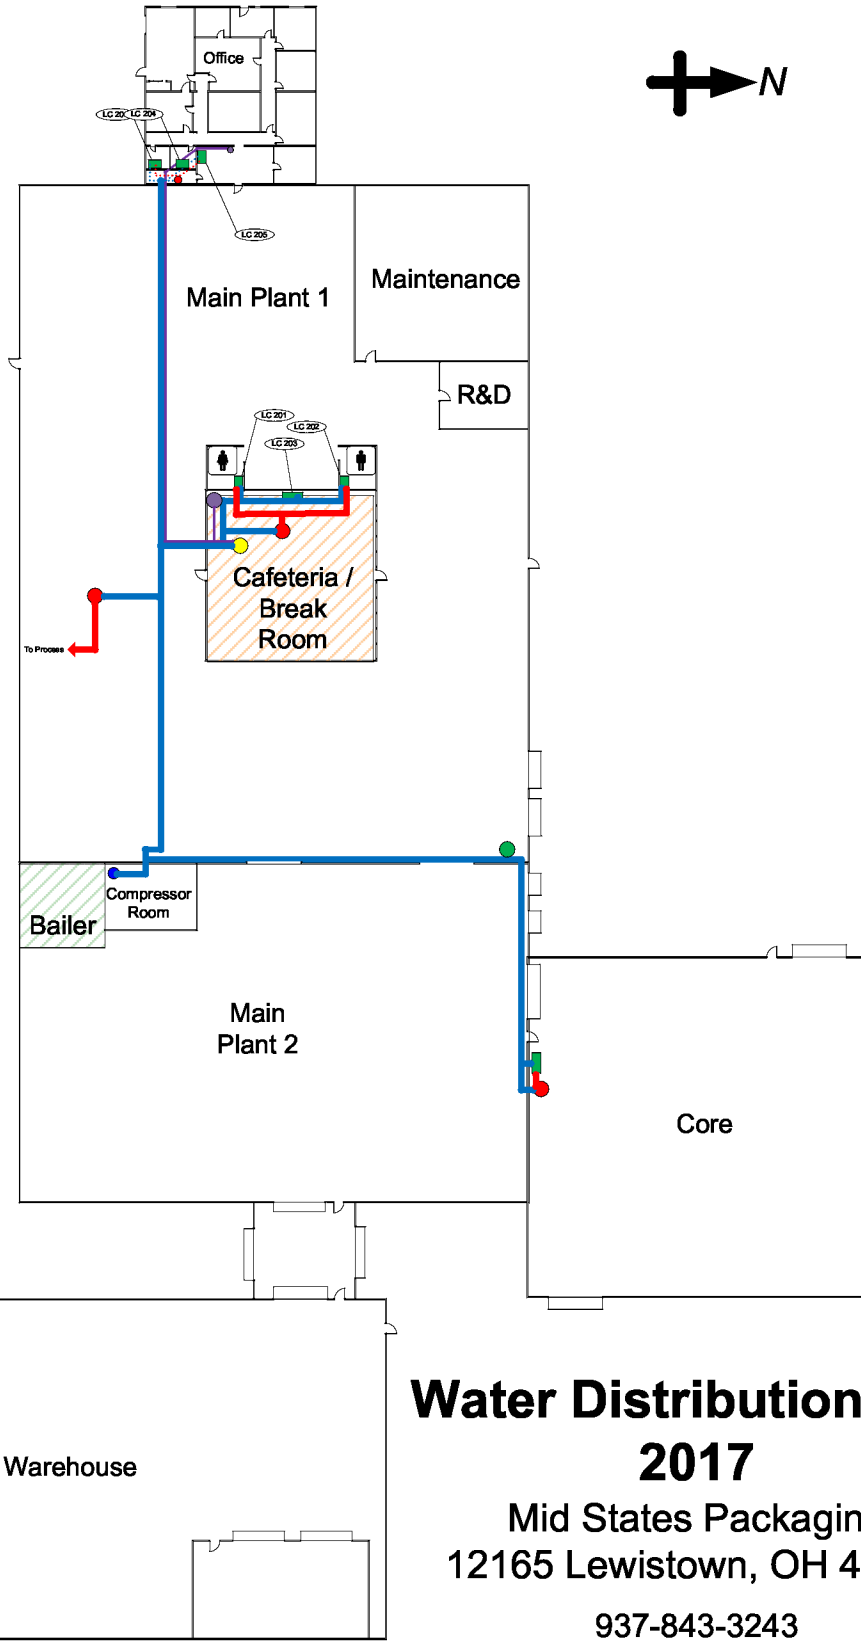 Office
N
LC 204
LC 205
Main Plant 1
Maintenance
R&D
LC 201
LC 202
LC 203
Cafeteria /
Break
Room
To Process
Compressor
Room
Bailer
Main
Plant 2
Core
Water Distribution
2017
Mid States Packagin
12165 Lewistown, OH 4
937-843-3243
Warehouse